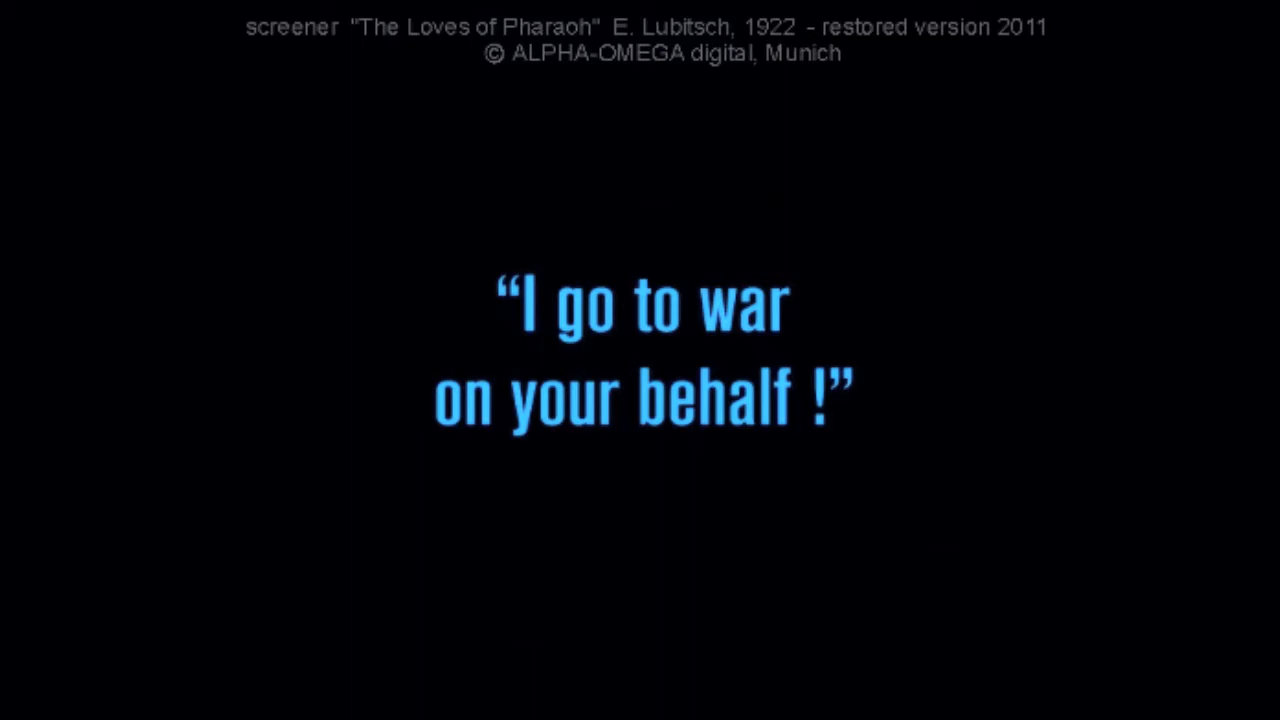 screener "The Loves of Pharaoh" E. Lubitsch, 1922 - restored version 2011
© ALPHA-OMEGA digital, Munich
“I go to war
on your behalf !”